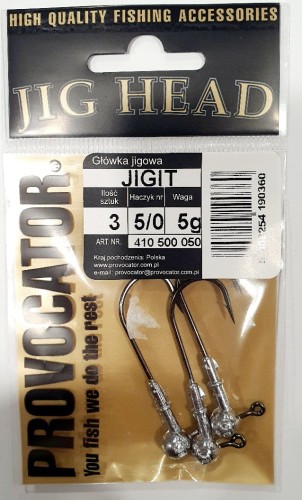 HIGH QUALITY FISHING ACCESSORIES
JIG HEAD
Główka jigowa
JIGIT
Ilość sztuk Haczyk nr Waga
3 5/0 5g
ART. NR. 410 500 050
Kraj pochodzenia: Polska
www.provocator.com.pl
e-mail: provocator@provocator.com.pl
254 190360
PROVOCATOR®
You fish we do the rest